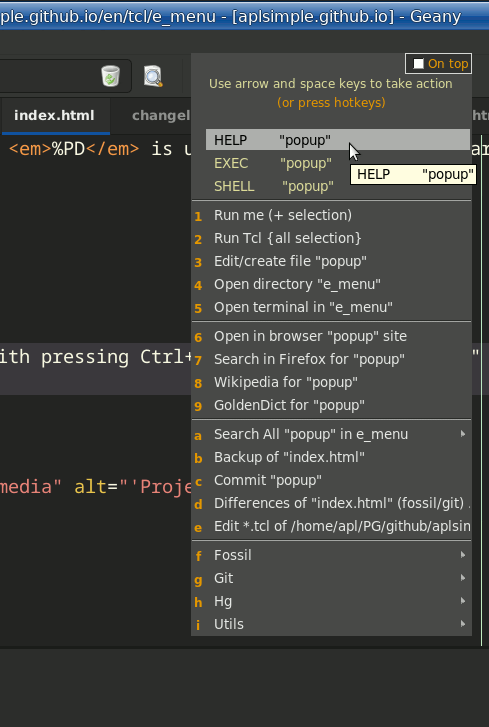 ple.github.io/en/tcl/e_menu - [aplsimple.github.io] - Geany
On top
Use arrow and space keys to take action
(or press hotkeys)
index.html changel
<em>%PD</em> is u
HELP "popup"
EXEC "popup"
HELP "popup"
SHELL "popup"
1 Run me (+ selection)
2 Run Tcl {all selection}
3 Edit/create file "popup"
4 Open directory "e_menu"
5 Open terminal in "e_menu"
6 Open in browser "popup" site
ith pressing Ctrl+ "
7 Search in Firefox for "popup"
8 Wikipedia for "popup"
9 GoldenDict for "popup"
a Search All "popup" in e_menu
b Backup of "index.html"
c Commit "popup"
media" alt="'Proje
d Differences of "index.html" (fossil/git) .
e Edit *.tcl of /home/apl/PG/github/aplsin
f Fossil
g Git
h Hg
i Utils